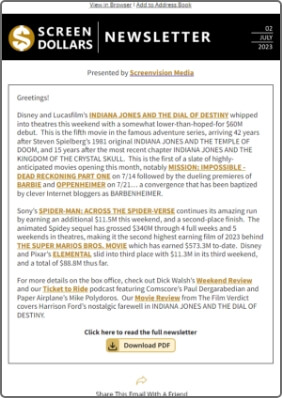 View in Browser | Add to Address Book
SCREEN
DOLLARS
NEWSLETTER
02
JULY
2023
Presented by Screenvision Media
Greetings!
Disney and Lucasfilm's INDIANA JONES AND THE DIAL OF DESTINY whipped
into theatres this weekend with a somewhat lower-than-hoped-for $60M
debut. This is the fifth movie in the famous adventure series, arriving 42 years
after Steven Spielberg's 1981 original INDIANA JONES AND THE TEMPLE OF
DOOM, and 15 years after the most recent chapter INDIANA JONES AND THE
KINGDOM OF THE CRYSTAL SKULL. This is the first of a slate of highly-
anticipated movies opening this month, notably MISSION: IMPOSSIBLE -
DEAD RECKONING PART ONE on 7/14 followed by the dueling premieres of
BARBIE and OPPENHEIMER on 7/21... a convergence that has been baptized
by clever Internet bloggers as BARBENHEIMER.
Sony's SPIDER-MAN: ACROSS THE SPIDER-VERSE continues its amazing run
by earning an additional $11.5M this weekend, and a second-place finish. The
animated Spidey sequel has grossed $340M through 4 full weeks and 5
weekends in theatres, making it the second highest earning film of 2023 behind
THE SUPER MARIO BROS. MOVIE which has earned $573.3M to-date. Disney
and Pixar's ELEMENTAL slid into third place with $11.3M in its third weekend,
and a total of $88.8M thus far.
For more details on the box office, check out Dick Walsh's Weekend Review
and our Ticket to Ride podcast featuring Comscore's Paul Dergarabedian and
Paper Airplane's Mike Polydoros. Our Movie Review from The Film Verdict
covers Harrison Ford's nostalgic farewell in INDIANA JONES AND THE DIAL OF
DESTINY.
Click here to read the full newsletter
Download PDF
Share This Email With A Friend